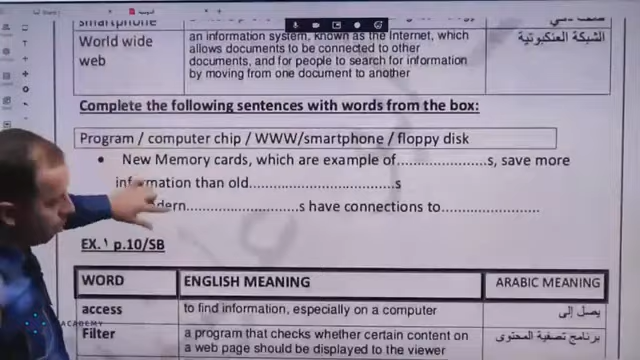 smartphone
World wide web
an information system, known as the Internet, which
allows documents to be connected to other
documents, and for people to search for information
by moving from one document to another
الشبكة العنكبوتية
Complete the following sentences with words from the box:
Program / computer chip / WWW/smartphone / floppy disk
• New Memory cards, which are example of..................s, save more
information than old..............................s
dern......................s have connections to...................
EX.١ p.10/SB
WORD ENGLISH MEANING ARABIC MEANING
access to find information, especially on a computer يصل إلى
Filter a program that checks whether certain content on برنامج تصفية المحتوى
a web page should be displayed to the viewer
ACADEMY